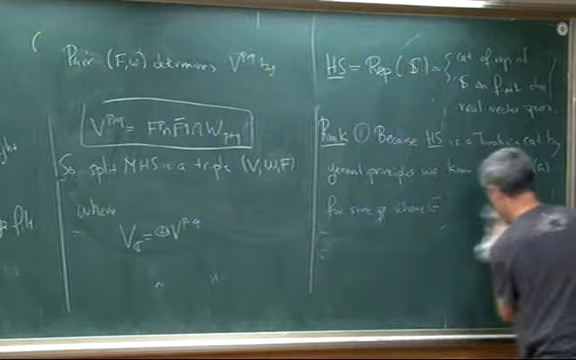 Pair (F,W) determines V^{p,q} by
V^{p,q} = F^p ∩ F̄^q ∩ W_{p+q}
So split MHS is a triple (V,W,F)
where
V_ℂ = ⊕ V^{p,q}
HS = Rep(𝕊) = { cat of rep of
𝕊 on finite dim
real vector spaces }
Rmk ① Because HS is a Tannakian cat by
general principles we know
for some gp scheme G